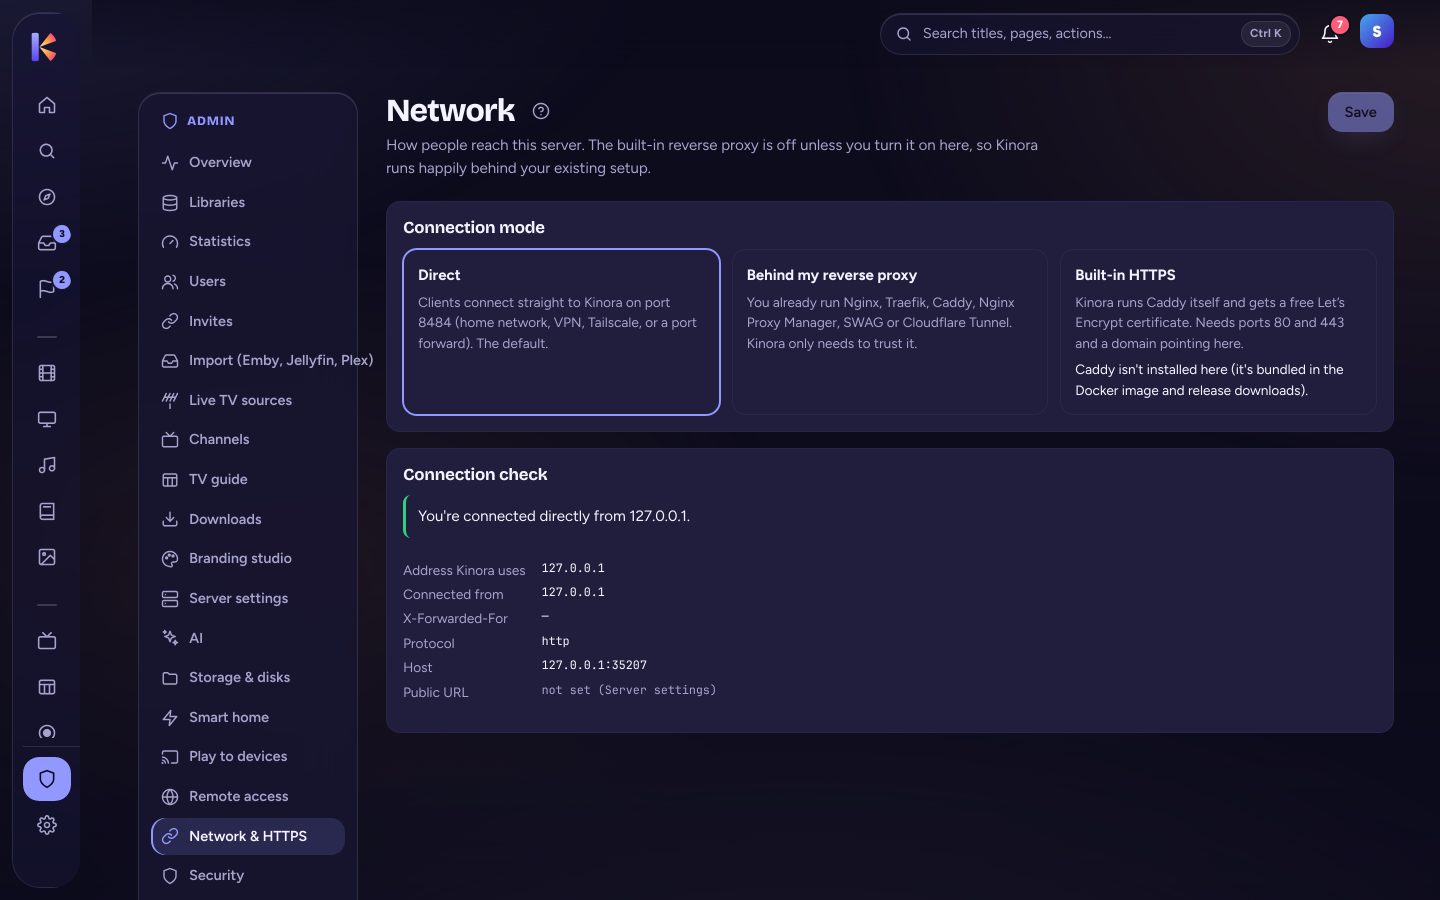 Search titles, pages, actions...
Ctrl K
7
S
3
2
ADMIN
Overview
Libraries
Statistics
Users
Invites
Import (Emby, Jellyfin, Plex)
Live TV sources
Channels
TV guide
Downloads
Branding studio
Server settings
AI
Storage & disks
Smart home
Play to devices
Remote access
Network & HTTPS
Security
Network
Save
How people reach this server. The built-in reverse proxy is off unless you turn it on here, so Kinora
runs happily behind your existing setup.
Connection mode
Direct
Clients connect straight to Kinora on port
8484 (home network, VPN, Tailscale, or a port
forward). The default.
Behind my reverse proxy
You already run Nginx, Traefik, Caddy, Nginx
Proxy Manager, SWAG or Cloudflare Tunnel.
Kinora only needs to trust it.
Built-in HTTPS
Kinora runs Caddy itself and gets a free Let's
Encrypt certificate. Needs ports 80 and 443
and a domain pointing here.
Caddy isn't installed here (it's bundled in the
Docker image and release downloads).
Connection check
You're connected directly from 127.0.0.1.
Address Kinora uses 127.0.0.1
Connected from 127.0.0.1
X-Forwarded-For —
Protocol http
Host 127.0.0.1:35207
Public URL not set (Server settings)